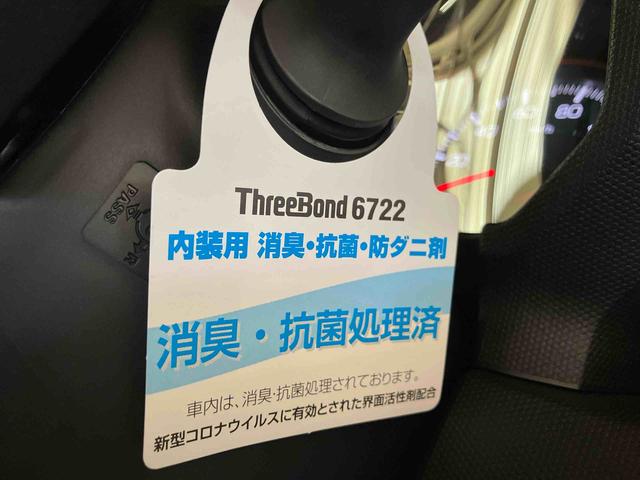 ThreeBond 6722
内装用 消臭・抗菌・防ダニ剤
消臭・抗菌処理済
車内は、消臭・抗菌処理されております。
新型コロナウイルスに有効とされた界面活性剤配合
PASS
80